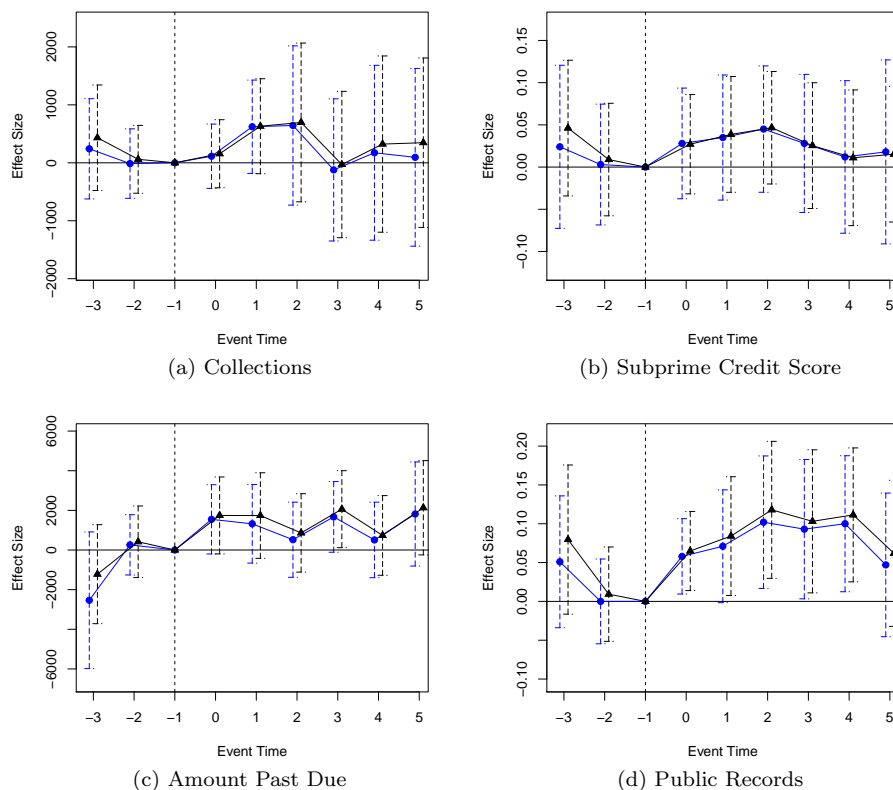 2000
1000
0
−1000
−2000
Effect Size
−3 −2 −1 0 1 2 3 4 5
Event Time
(a) Collections
0.15
0.05
0.00
−0.10
Effect Size
−3 −2 −1 0 1 2 3 4 5
Event Time
(b) Subprime Credit Score
6000
2000
0
−2000
−6000
Effect Size
−3 −2 −1 0 1 2 3 4 5
Event Time
(c) Amount Past Due
0.20
0.15
0.10
0.05
0.00
−0.10
Effect Size
−3 −2 −1 0 1 2 3 4 5
Event Time
(d) Public Records